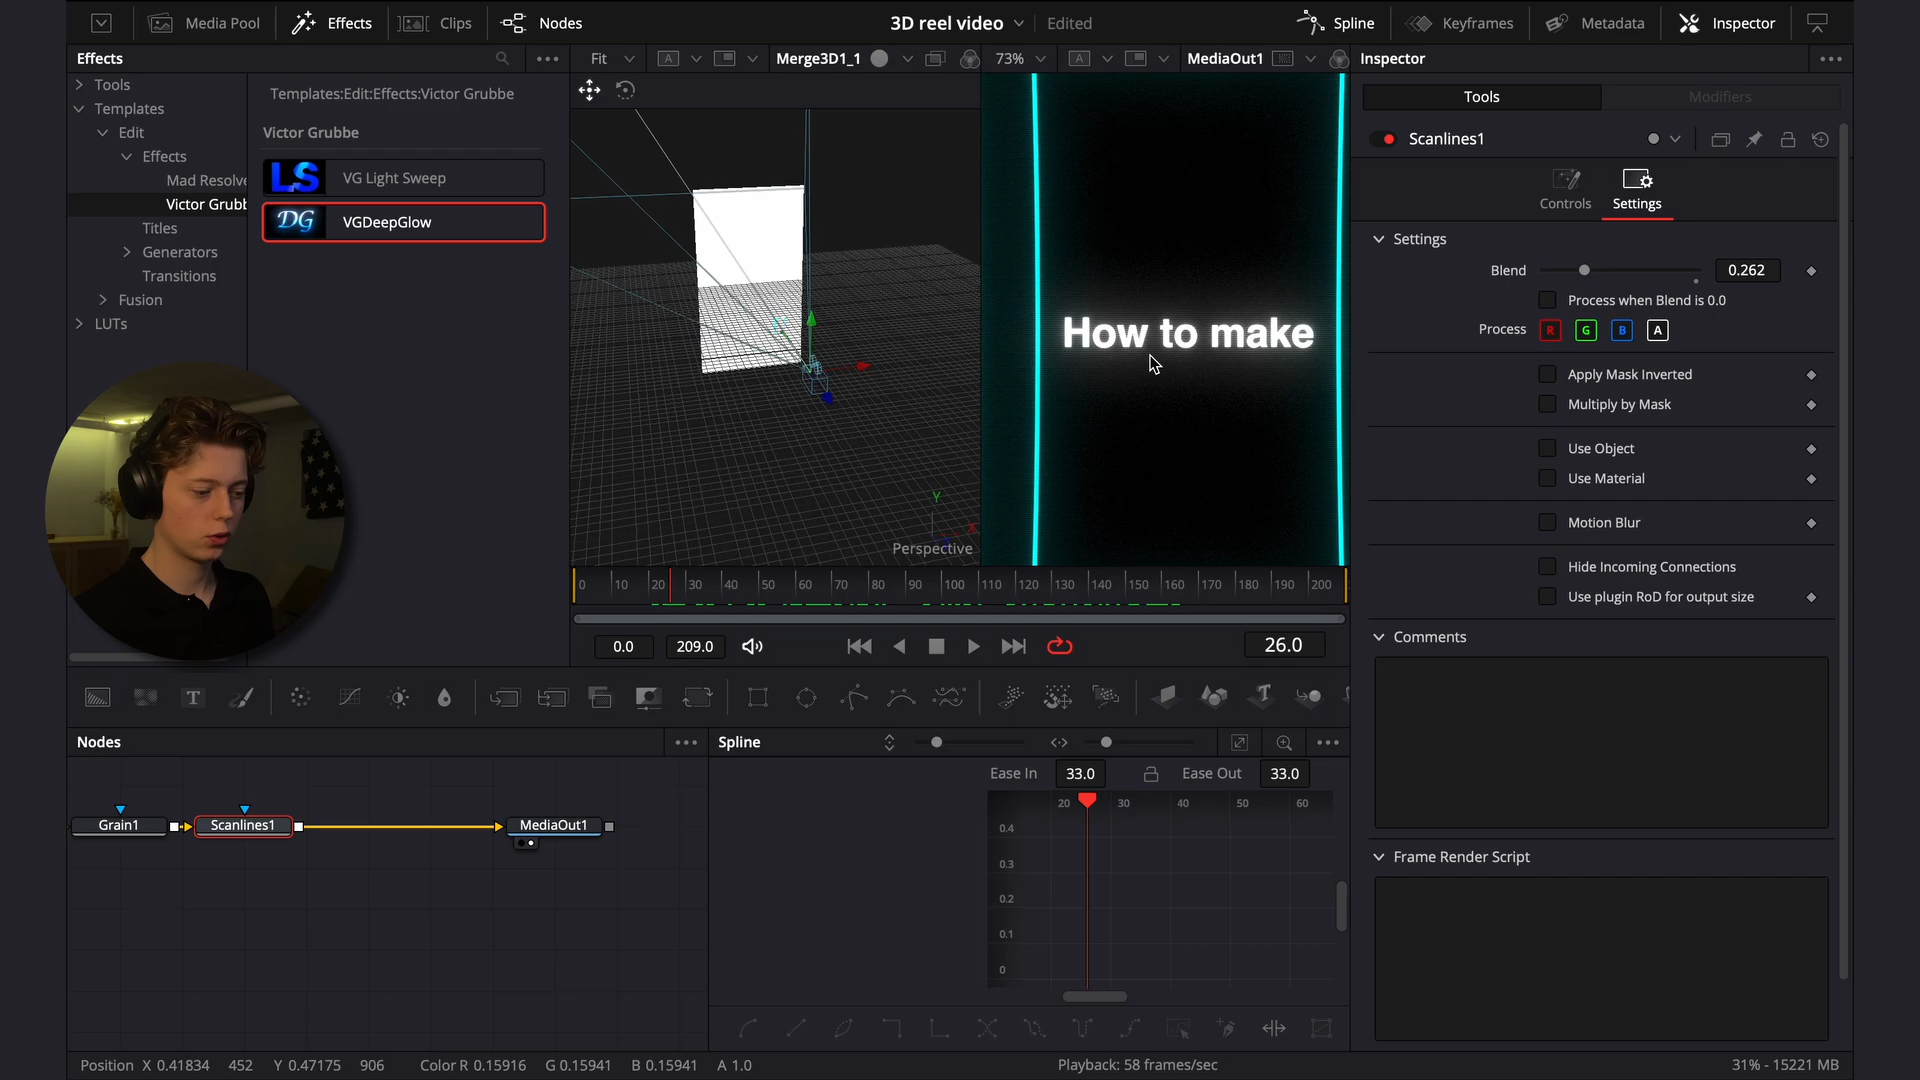 Media Pool
Effects
Clips
Nodes
3D reel video
Edited
Spline
Keyframes
Metadata
Inspector
Effects
Fit
Merge3D1_1
73%
MediaOut1
Inspector
Tools
Templates
Edit
Effects
Mad Resolve
Victor Grubb
Titles
Generators
Transitions
Fusion
LUTs
Templates:Edit:Effects:Victor Grubbe
Victor Grubbe
LS VG Light Sweep
DG VGDeepGlow
Perspective
Y
X
How to make
Tools
Modifiers
Scanlines1
Controls
Settings
Settings
Blend 0.262
Process when Blend is 0.0
Process R G B A
Apply Mask Inverted
Multiply by Mask
Use Object
Use Material
Motion Blur
Hide Incoming Connections
Use plugin RoD for output size
Comments
Frame Render Script
0 10 20 30 40 50 60 70 80 90 100 110 120 130 140 150 160 170 180 190 200
0.0
209.0
26.0
Nodes
Grain1
Scanlines1
MediaOut1
Spline
Ease In 33.0
Ease Out 33.0
20 30 40 50 60
0.4
0.3
0.2
0.1
0
Position X 0.41834 452 Y 0.47175 906 Color R 0.15916 G 0.15941 B 0.15941 A 1.0
Playback: 58 frames/sec
31% - 15221 MB